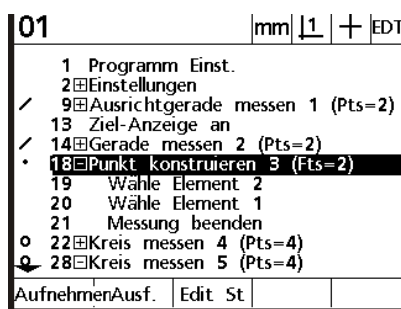 01 mm 1 EDT
1 Programm Einst.
2⊞Einstellungen
9⊞Ausrichtgerade messen 1 (Pts=2)
13 Ziel-Anzeige an
14⊞Gerade messen 2 (Pts=2)
18⊟Punkt konstruieren 3 (Fts=2)
19 Wähle Element 2
20 Wähle Element 1
21 Messung beenden
22⊞Kreis messen 4 (Pts=4)
28⊟Kreis messen 5 (Pts=4)
Aufnehmen Ausf. Edit St